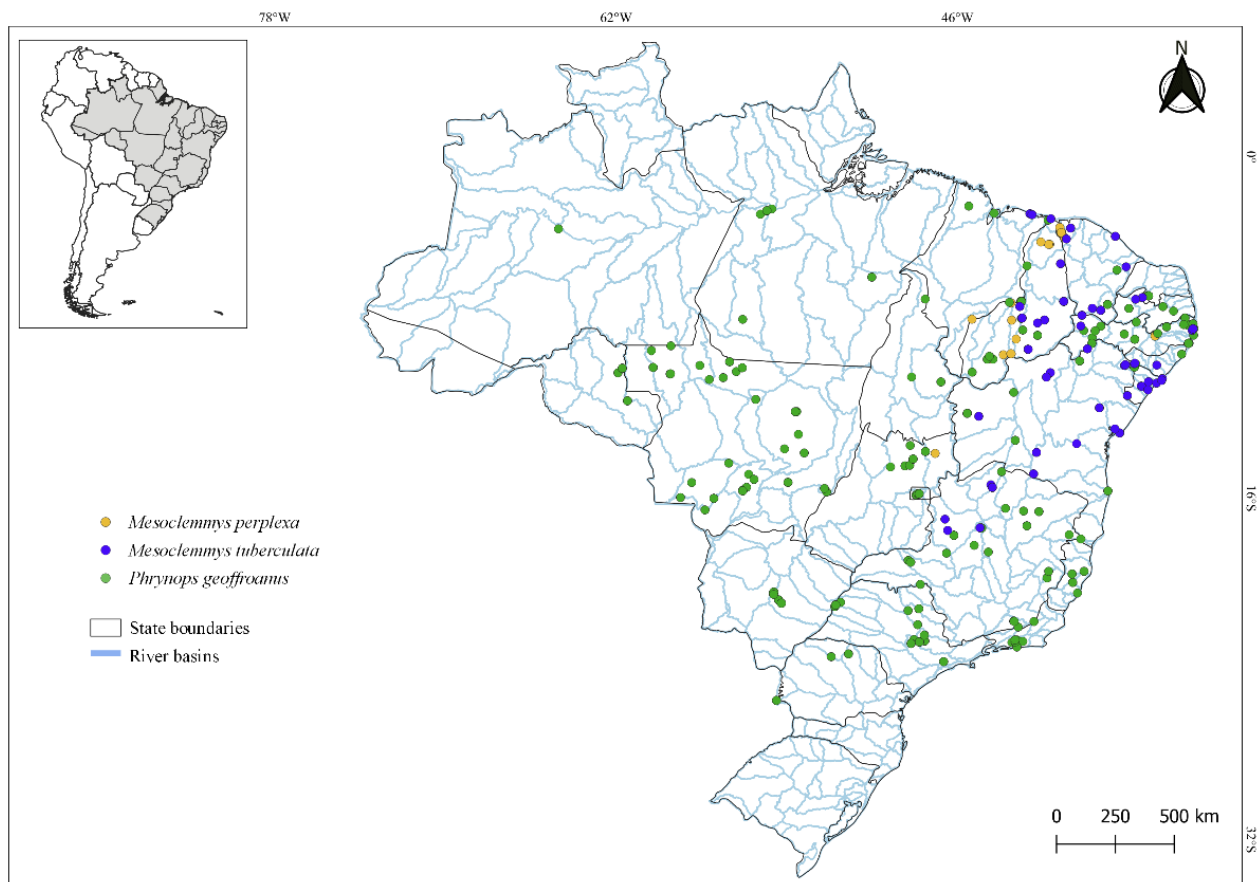 78°W 62°W 46°W
N
0°
16°S
Mesoclemmys perplexa
Mesoclemmys tuberculata
Phrynops geoffroanus
State boundaries
River basins
0 250 500 km
32°S